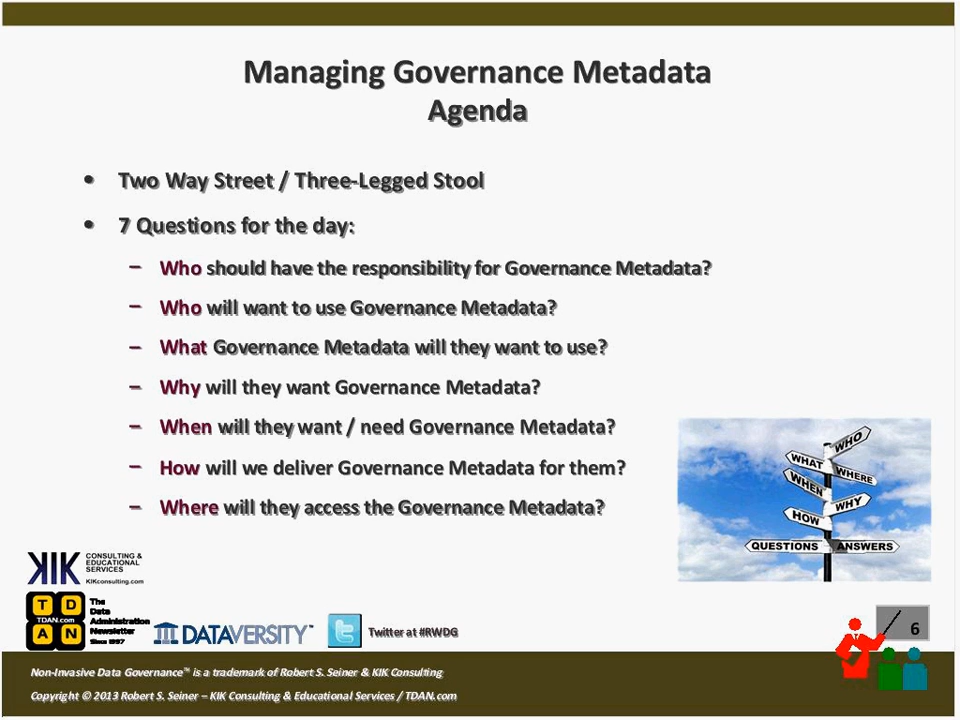 Managing Governance Metadata
Agenda
• Two Way Street / Three-Legged Stool
• 7 Questions for the day:
– Who should have the responsibility for Governance Metadata?
– Who will want to use Governance Metadata?
– What Governance Metadata will they want to use?
– Why will they want Governance Metadata?
– When will they want / need Governance Metadata?
– How will we deliver Governance Metadata for them?
– Where will they access the Governance Metadata?
WHO
WHAT
WHERE
WHEN
WHY
HOW
QUESTIONS
ANSWERS
KIK
CONSULTING &
EDUCATIONAL
SERVICES
KIKconsulting.com
T D
TDAN.com
A N
The
Data
Administration
Newsletter
Since 1997
DATAVERSITY™
Twitter at #RWDG
6
Non-Invasive Data Governance™ is a trademark of Robert S. Seiner & KIK Consulting
Copyright © 2013 Robert S. Seiner – KIK Consulting & Educational Services / TDAN.com